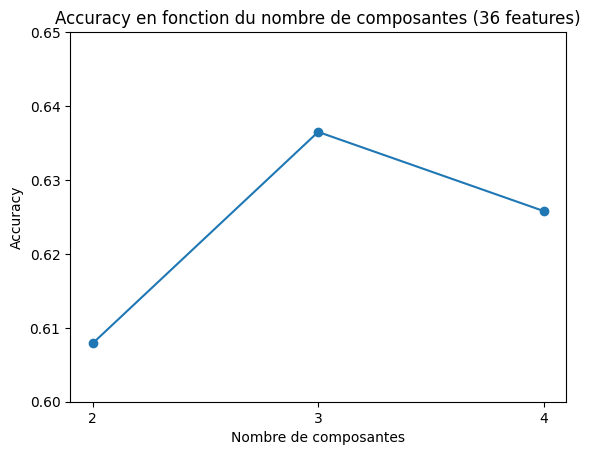 Accuracy en fonction du nombre de composantes (36 features)
0.65
0.64
0.63
0.62
0.61
0.60
Accuracy
2 3 4
Nombre de composantes